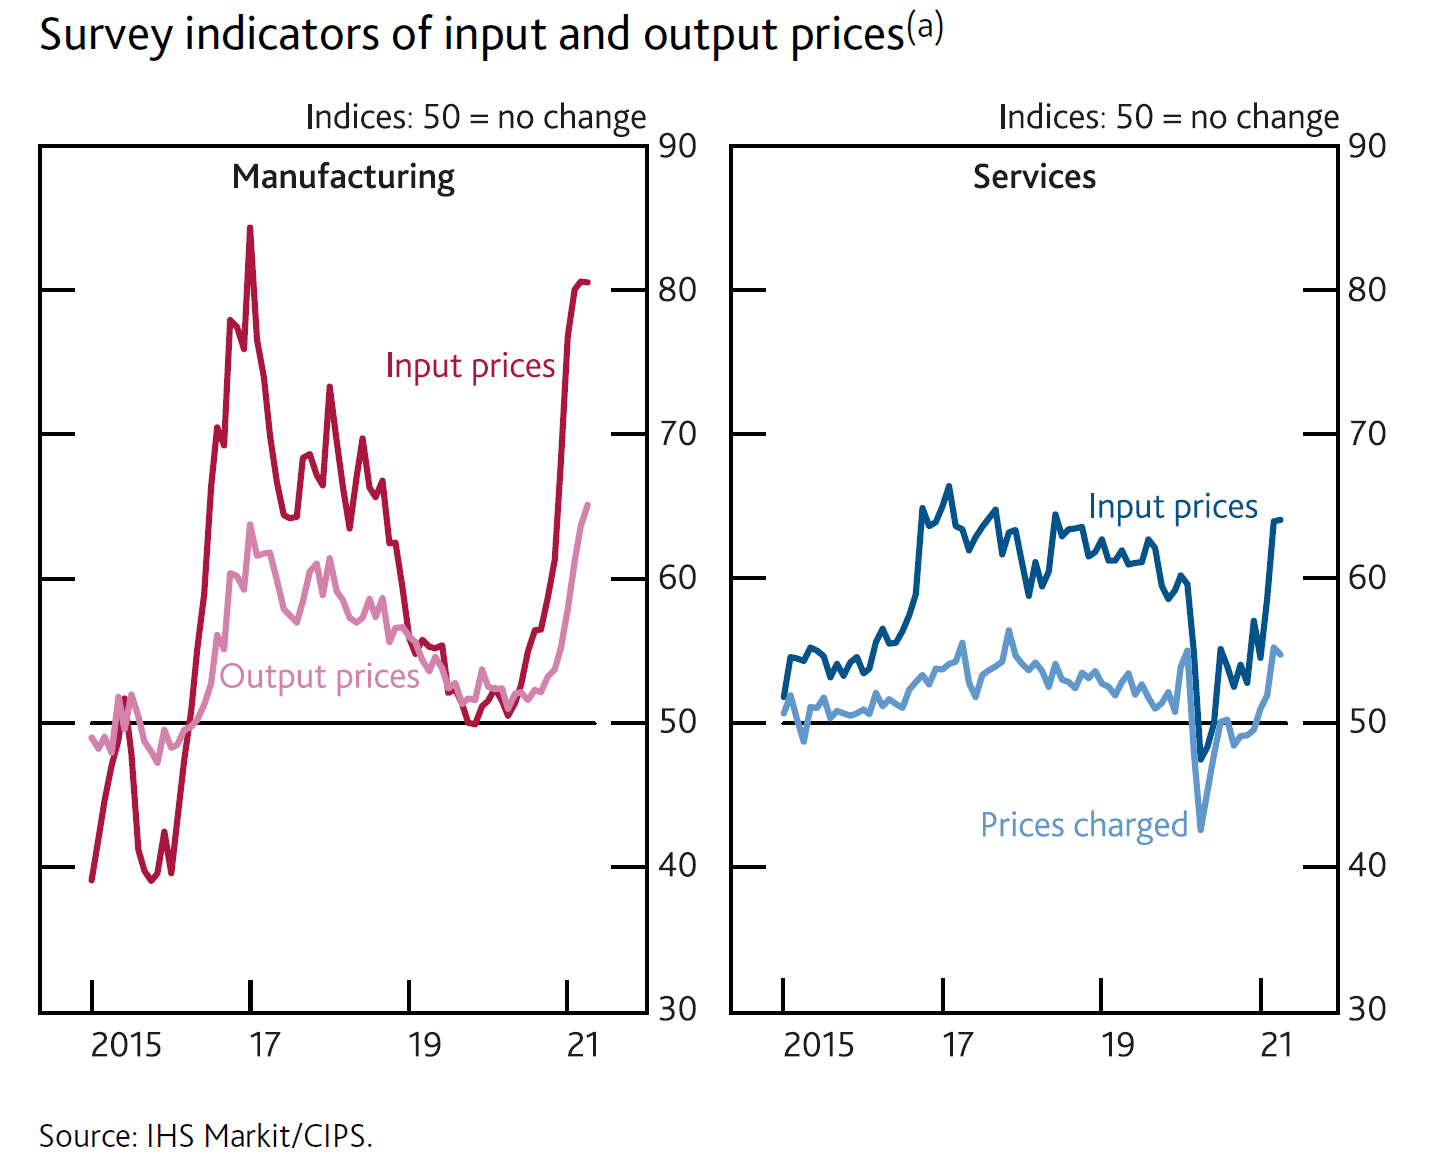 Survey indicators of input and output prices(a)
Indices: 50 = no change
Manufacturing
90
80
70
60
50
40
30
Input prices
Output prices
2015 17 19 21
Indices: 50 = no change
Services
90
80
70
60
50
40
30
Input prices
Prices charged
2015 17 19 21
Source: IHS Markit/CIPS.